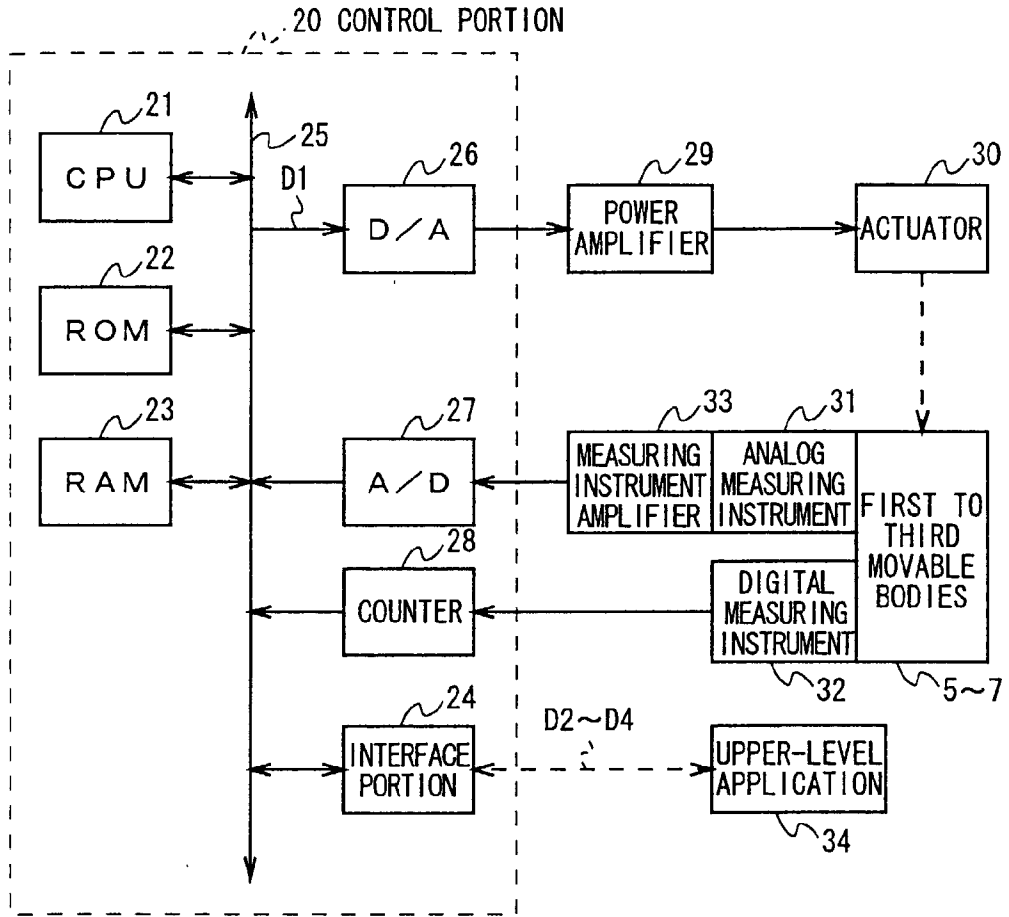 20 CONTROL PORTION
21
CPU
25
D1
26
D/A
29
POWER
AMPLIFIER
30
ACTUATOR
22
ROM
23
RAM
27
A/D
33
MEASURING
INSTRUMENT
AMPLIFIER
31
ANALOG
MEASURING
INSTRUMENT
FIRST TO
THIRD
MOVABLE
BODIES
28
COUNTER
DIGITAL
MEASURING
INSTRUMENT
32
5~7
24
INTERFACE
PORTION
D2~D4
UPPER-LEVEL
APPLICATION
34